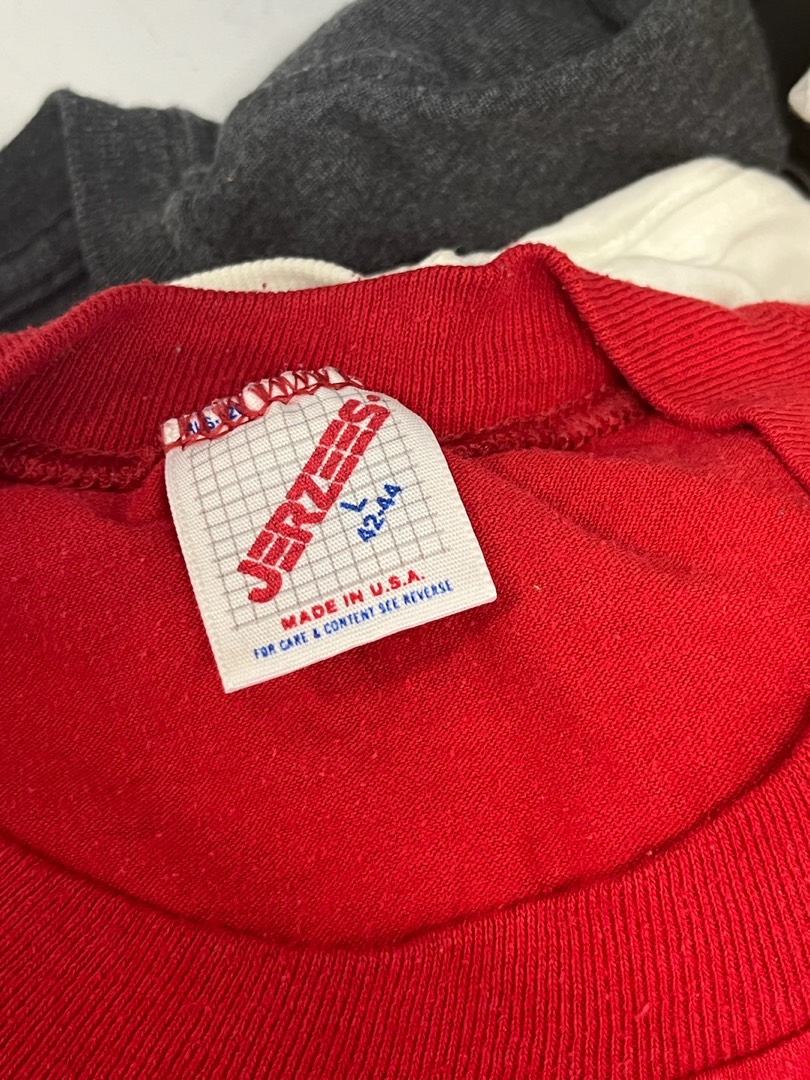 JERZEES.
L
42-44
MADE IN U.S.A.
FOR CARE & CONTENT SEE REVERSE